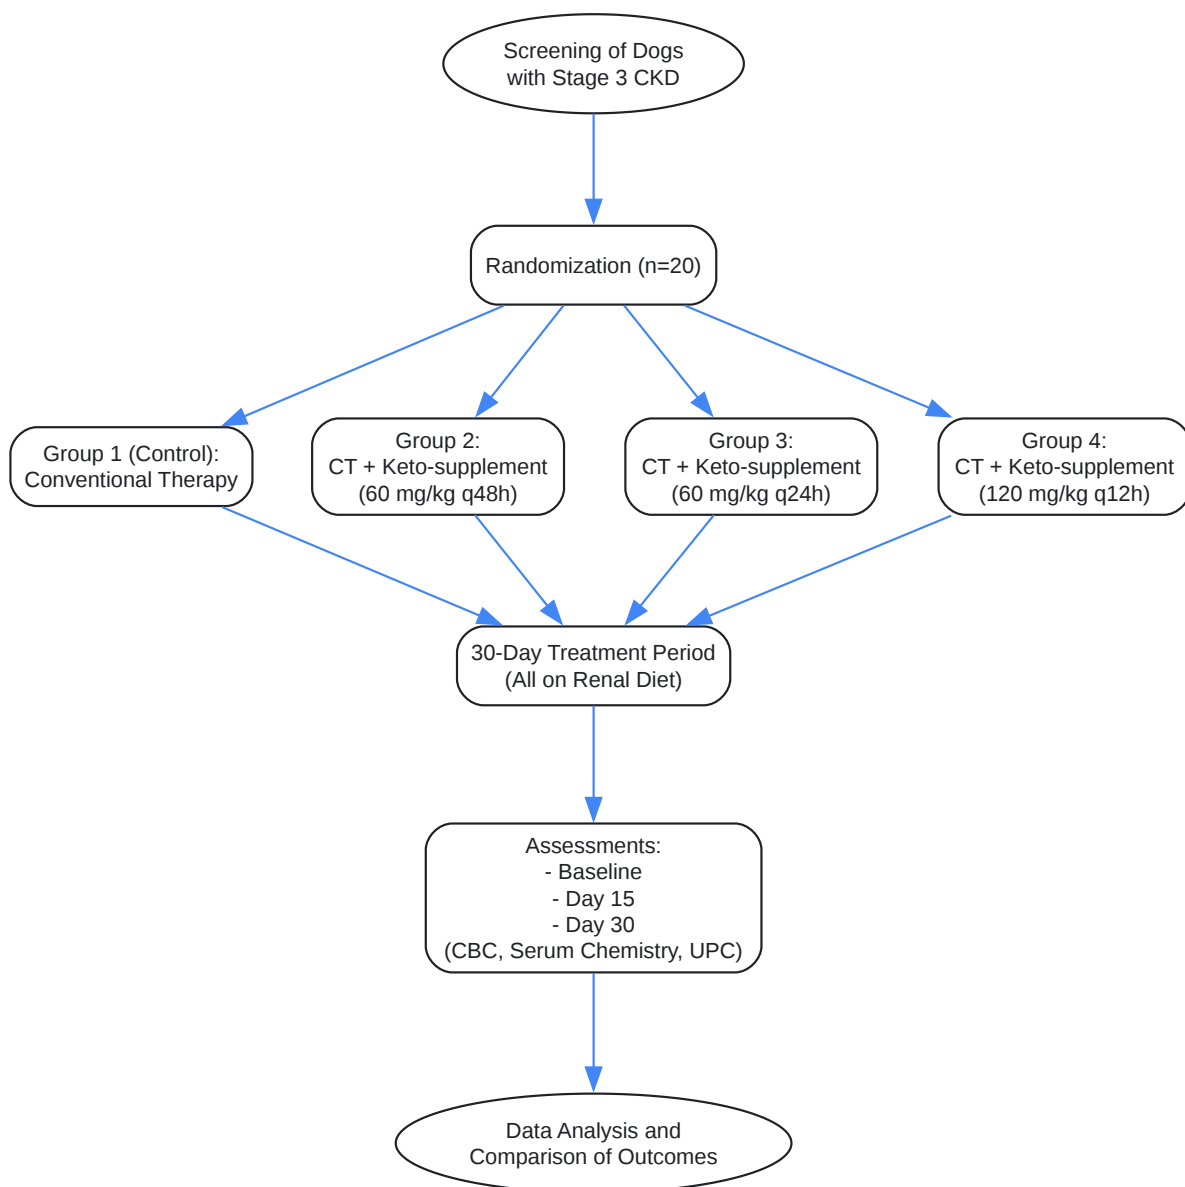 Screening of Dogs
with Stage 3 CKD
Randomization (n=20)
Group 1 (Control):
Conventional Therapy
Group 2:
CT + Keto-supplement
(60 mg/kg q48h)
Group 3:
CT + Keto-supplement
(60 mg/kg q24h)
Group 4:
CT + Keto-supplement
(120 mg/kg q12h)
30-Day Treatment Period
(All on Renal Diet)
Assessments:
- Baseline
- Day 15
- Day 30
(CBC, Serum Chemistry, UPC)
Data Analysis and
Comparison of Outcomes